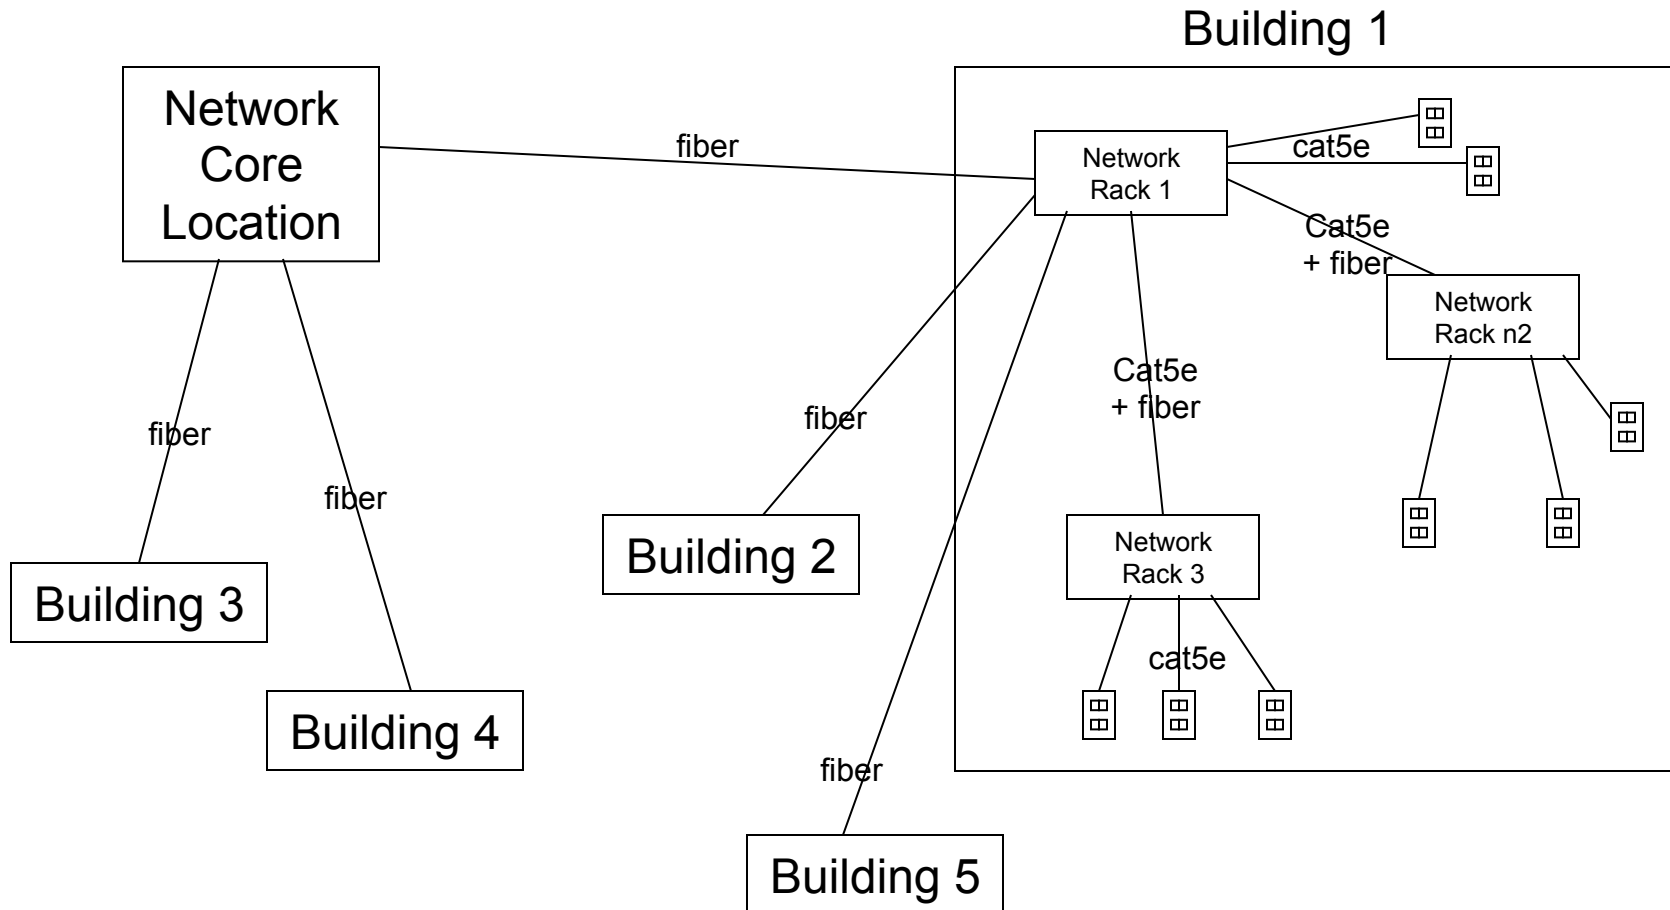 Building 1
Network
Core
Location
fiber
Network
Rack 1
cat5e
Cat5e
+ fiber
Network
Rack n2
Cat5e
+ fiber
fiber
fiber
fiber
Building 2
Network
Rack 3
Building 3
cat5e
Building 4
fiber
Building 5